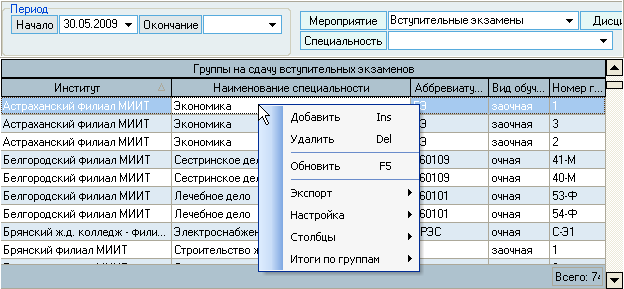 Период
Начало 30.05.2009 Окончание
Мероприятие Вступительные экзамены Дисц
Специальность
Группы на сдачу вступительных экзаменов
Институт Наименование специальности Аббревиату... Вид обуч... Номер г...
Астраханский филиал МИИТ Экономика РЭ заочная 1
Астраханский филиал МИИТ Экономика Э заочная 3
Астраханский филиал МИИТ Экономика Э заочная 2
Белгородский филиал МИИТ Сестринское дел 60109 очная 41-М
Белгородский филиал МИИТ Сестринское дел 60109 очная 40-М
Белгородский филиал МИИТ Лечебное дело 60101 очная 53-Ф
Белгородский филиал МИИТ Лечебное дело 60101 очная 54-Ф
Брянский ж.д. колледж - фили... Электроснабжен РЭС очная С-Э1
Брянский филиал МИИТ Строительство ж заочная 1
Добавить Ins
Удалить Del
Обновить F5
Экспорт
Настройка
Столбцы
Итоги по группам
Всего: 74